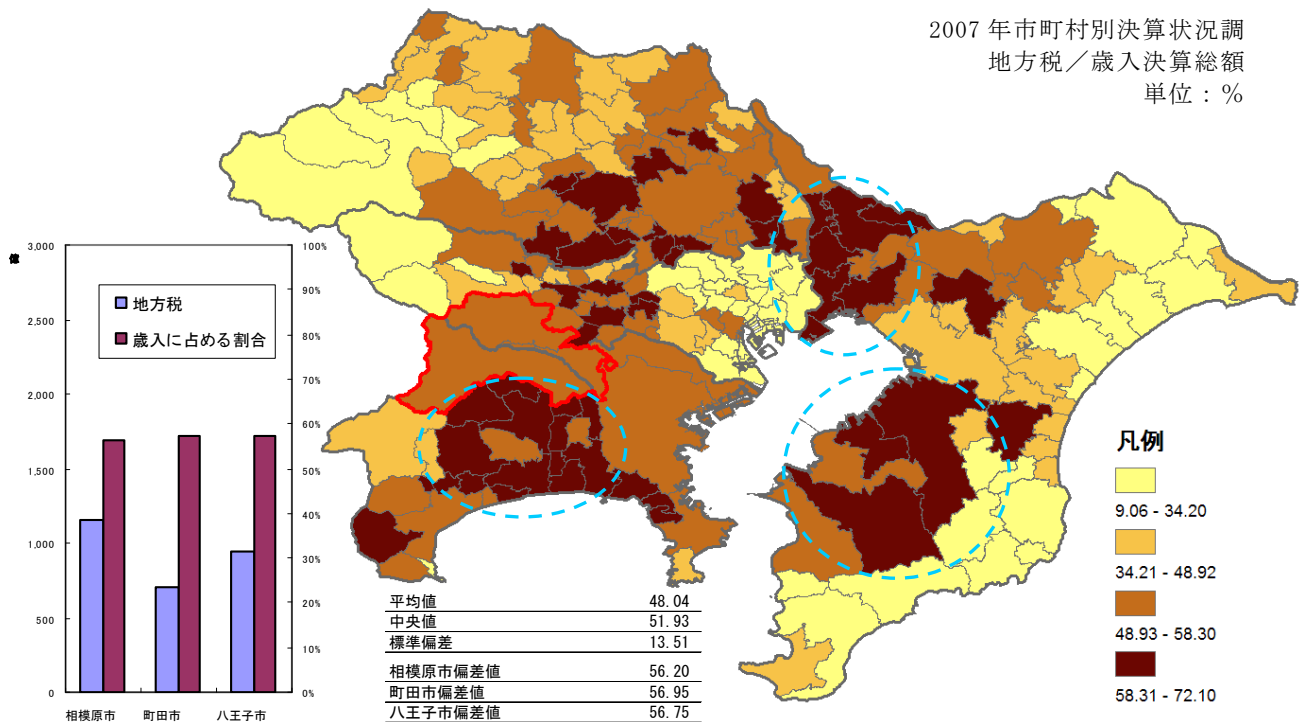 2007 年市町村別決算状況調
地方税／歳入決算総額
単位：%
億
3,000
2,500
2,000
1,500
1,000
500
0
地方税
歳入に占める割合
100%
90%
80%
70%
60%
50%
40%
30%
20%
10%
0%
相模原市 町田市 八王子市
平均値 48.04
中央値 51.93
標準偏差 13.51
相模原市偏差値 56.20
町田市偏差値 56.95
八王子市偏差値 56.75
凡例
9.06 - 34.20
34.21 - 48.92
48.93 - 58.30
58.31 - 72.10